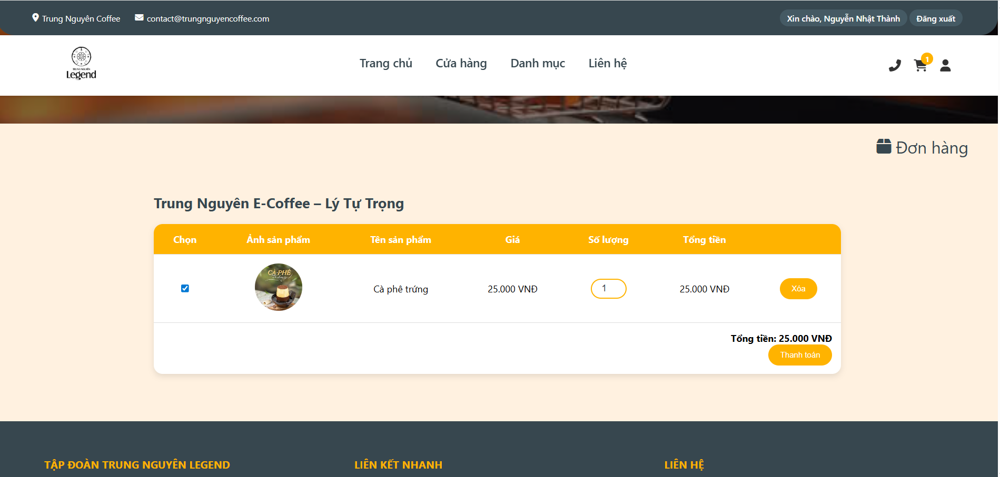 Trung Nguyên Coffee contact@trungnguyencoffee.com Xin chào, Nguyễn Nhật Thành Đăng xuất
TRUNG NGUYÊN
Legend
Trang chủ Cửa hàng Danh mục Liên hệ
1
Đơn hàng
Trung Nguyên E-Coffee – Lý Tự Trọng
Chọn Ảnh sản phẩm Tên sản phẩm Giá Số lượng Tổng tiền
CÀ PHÊ
trứng
Cà phê trứng 25.000 VNĐ 1 25.000 VNĐ Xóa
Tổng tiền: 25.000 VNĐ
Thanh toán
TẬP ĐOÀN TRUNG NGUYÊN LEGEND LIÊN KẾT NHANH LIÊN HỆ